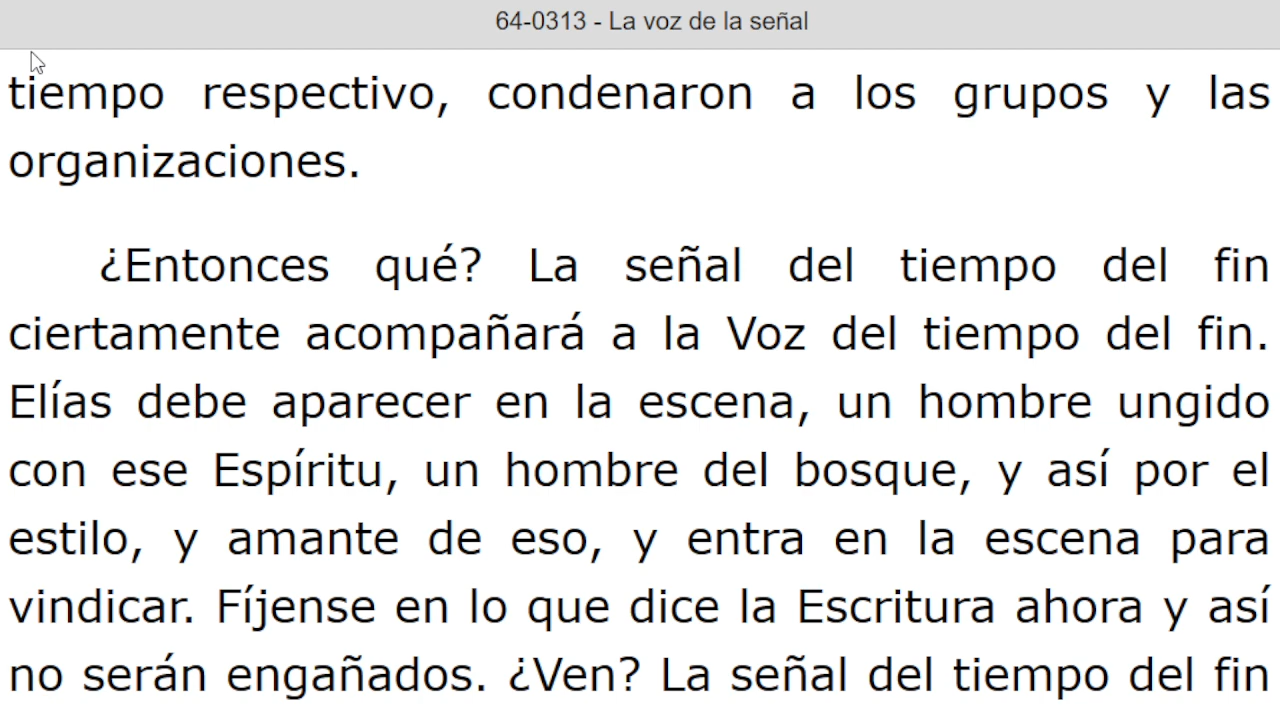 64-0313 - La voz de la señal
tiempo respectivo, condenaron a los grupos y las
organizaciones.
¿Entonces qué? La señal del tiempo del fin
ciertamente acompañará a la Voz del tiempo del fin.
Elías debe aparecer en la escena, un hombre ungido
con ese Espíritu, un hombre del bosque, y así por el
estilo, y amante de eso, y entra en la escena para
vindicar. Fíjense en lo que dice la Escritura ahora y así
no serán engañados. ¿Ven? La señal del tiempo del fin